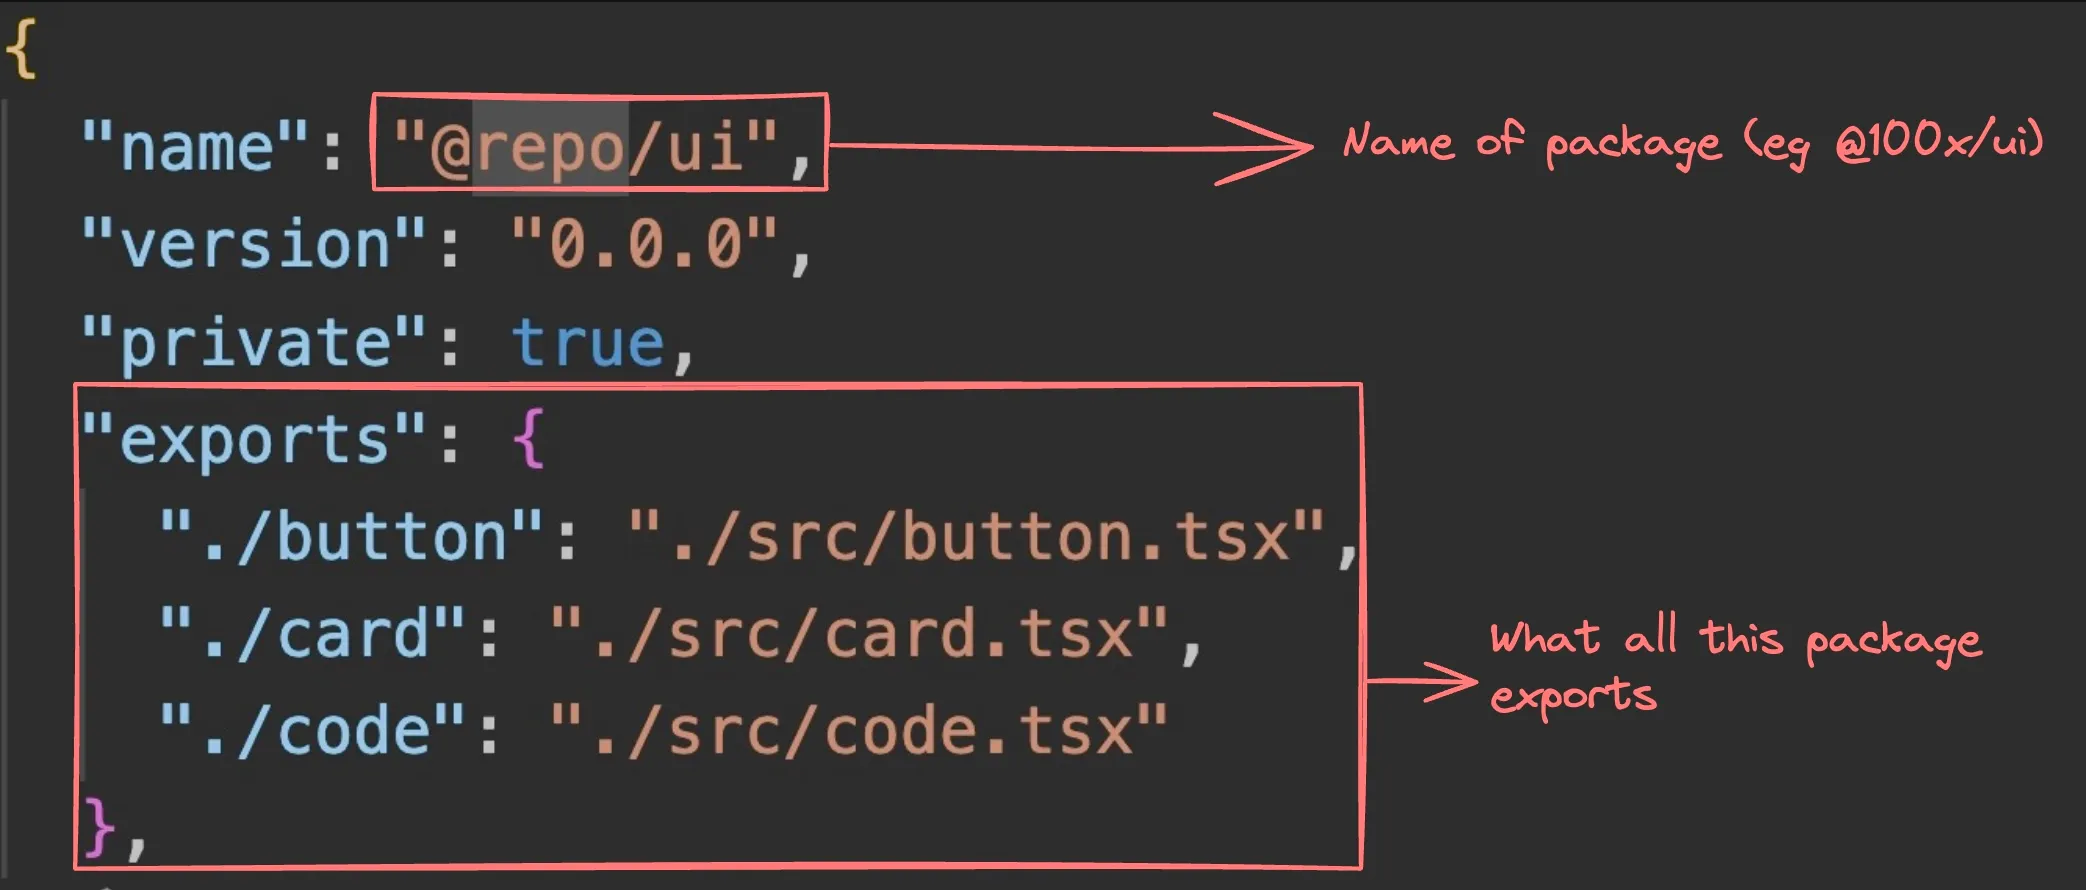 {
"name": "@repo/ui", Name of package (eg @100x/ui)
"version": "0.0.0",
"private": true,
"exports": {
"./button": "./src/button.tsx",
"./card": "./src/card.tsx",
What all this package
exports
"./code": "./src/code.tsx"
},